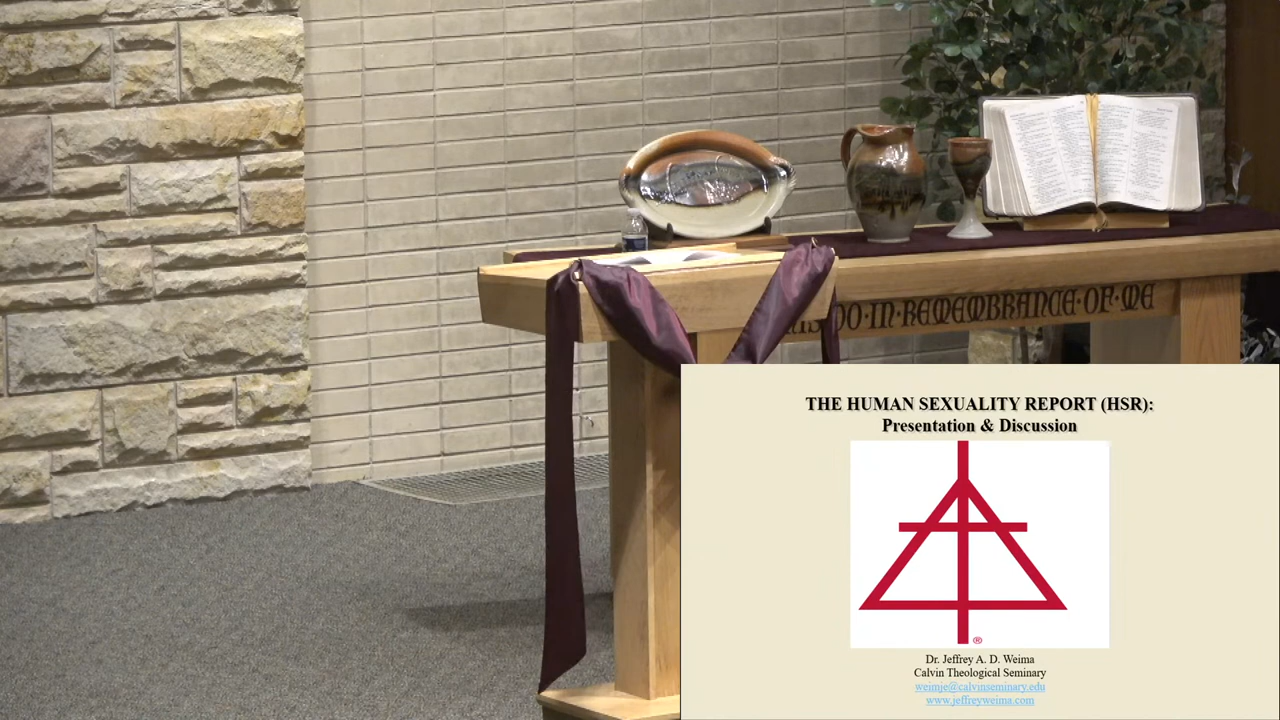 DO·IN·REMEMBRANCE·OF·ME
THE HUMAN SEXUALITY REPORT (HSR):
Presentation & Discussion
®
Dr. Jeffrey A. D. Weima
Calvin Theological Seminary
weimje@calvinseminary.edu
www.jeffreyweima.com